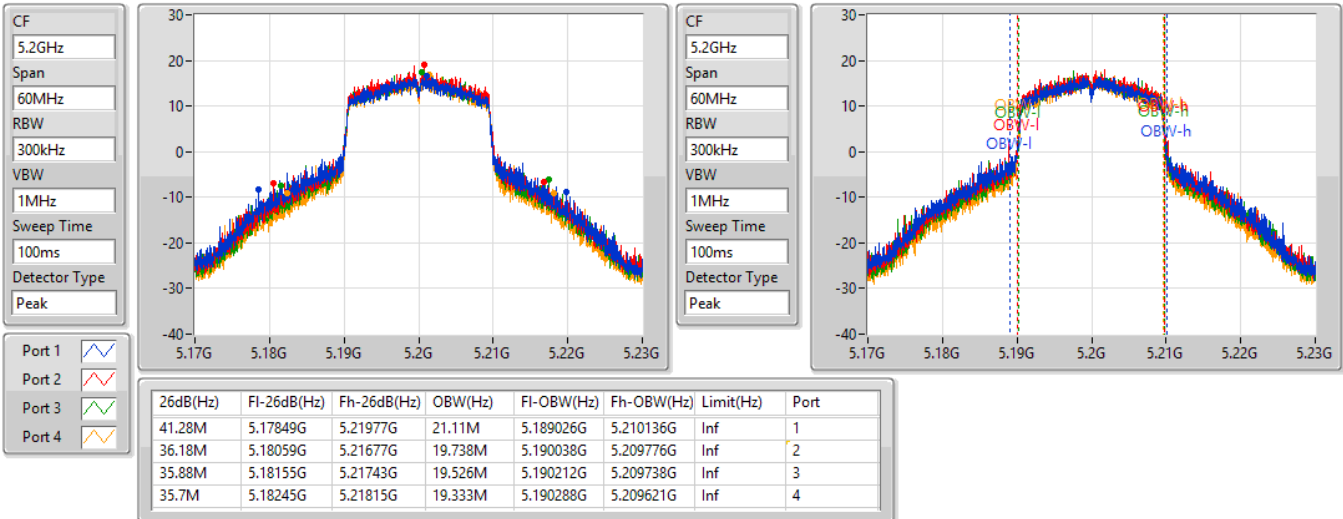 CF
5.2GHz
Span
60MHz
RBW
300kHz
VBW
1MHz
Sweep Time
100ms
Detector Type
Peak
30
20
10
0
-10
-20
-30
-40
5.17G 5.18G 5.19G 5.2G 5.21G 5.22G 5.23G
CF
5.2GHz
Span
60MHz
RBW
300kHz
VBW
1MHz
Sweep Time
100ms
Detector Type
Peak
30
20
10
0
-10
-20
-30
-40
OBW-l
OBW-l
OBW-l
OBW-h
OBW-h
OBW-h
5.17G 5.18G 5.19G 5.2G 5.21G 5.22G 5.23G
Port 1
Port 2
Port 3
Port 4
26dB(Hz) Fl-26dB(Hz) Fh-26dB(Hz) OBW(Hz) Fl-OBW(Hz) Fh-OBW(Hz) Limit(Hz) Port
41.28M 5.17849G 5.21977G 21.11M 5.189026G 5.210136G Inf 1
36.18M 5.18059G 5.21677G 19.738M 5.190038G 5.209776G Inf 2
35.88M 5.18155G 5.21743G 19.526M 5.190212G 5.209738G Inf 3
35.7M 5.18245G 5.21815G 19.333M 5.190288G 5.209621G Inf 4